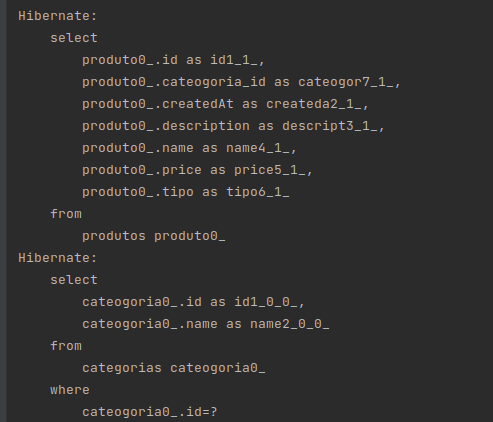 Hibernate:
    select
        produto0_.id as id1_1_,
        produto0_.cateogoria_id as cateogor7_1_,
        produto0_.createdAt as createda2_1_,
        produto0_.description as descript3_1_,
        produto0_.name as name4_1_,
        produto0_.price as price5_1_,
        produto0_.tipo as tipo6_1_
    from
        produtos produto0_
Hibernate:
    select
        cateogoria0_.id as id1_0_0_,
        cateogoria0_.name as name2_0_0_
    from
        categorias cateogoria0_
    where
        cateogoria0_.id=?